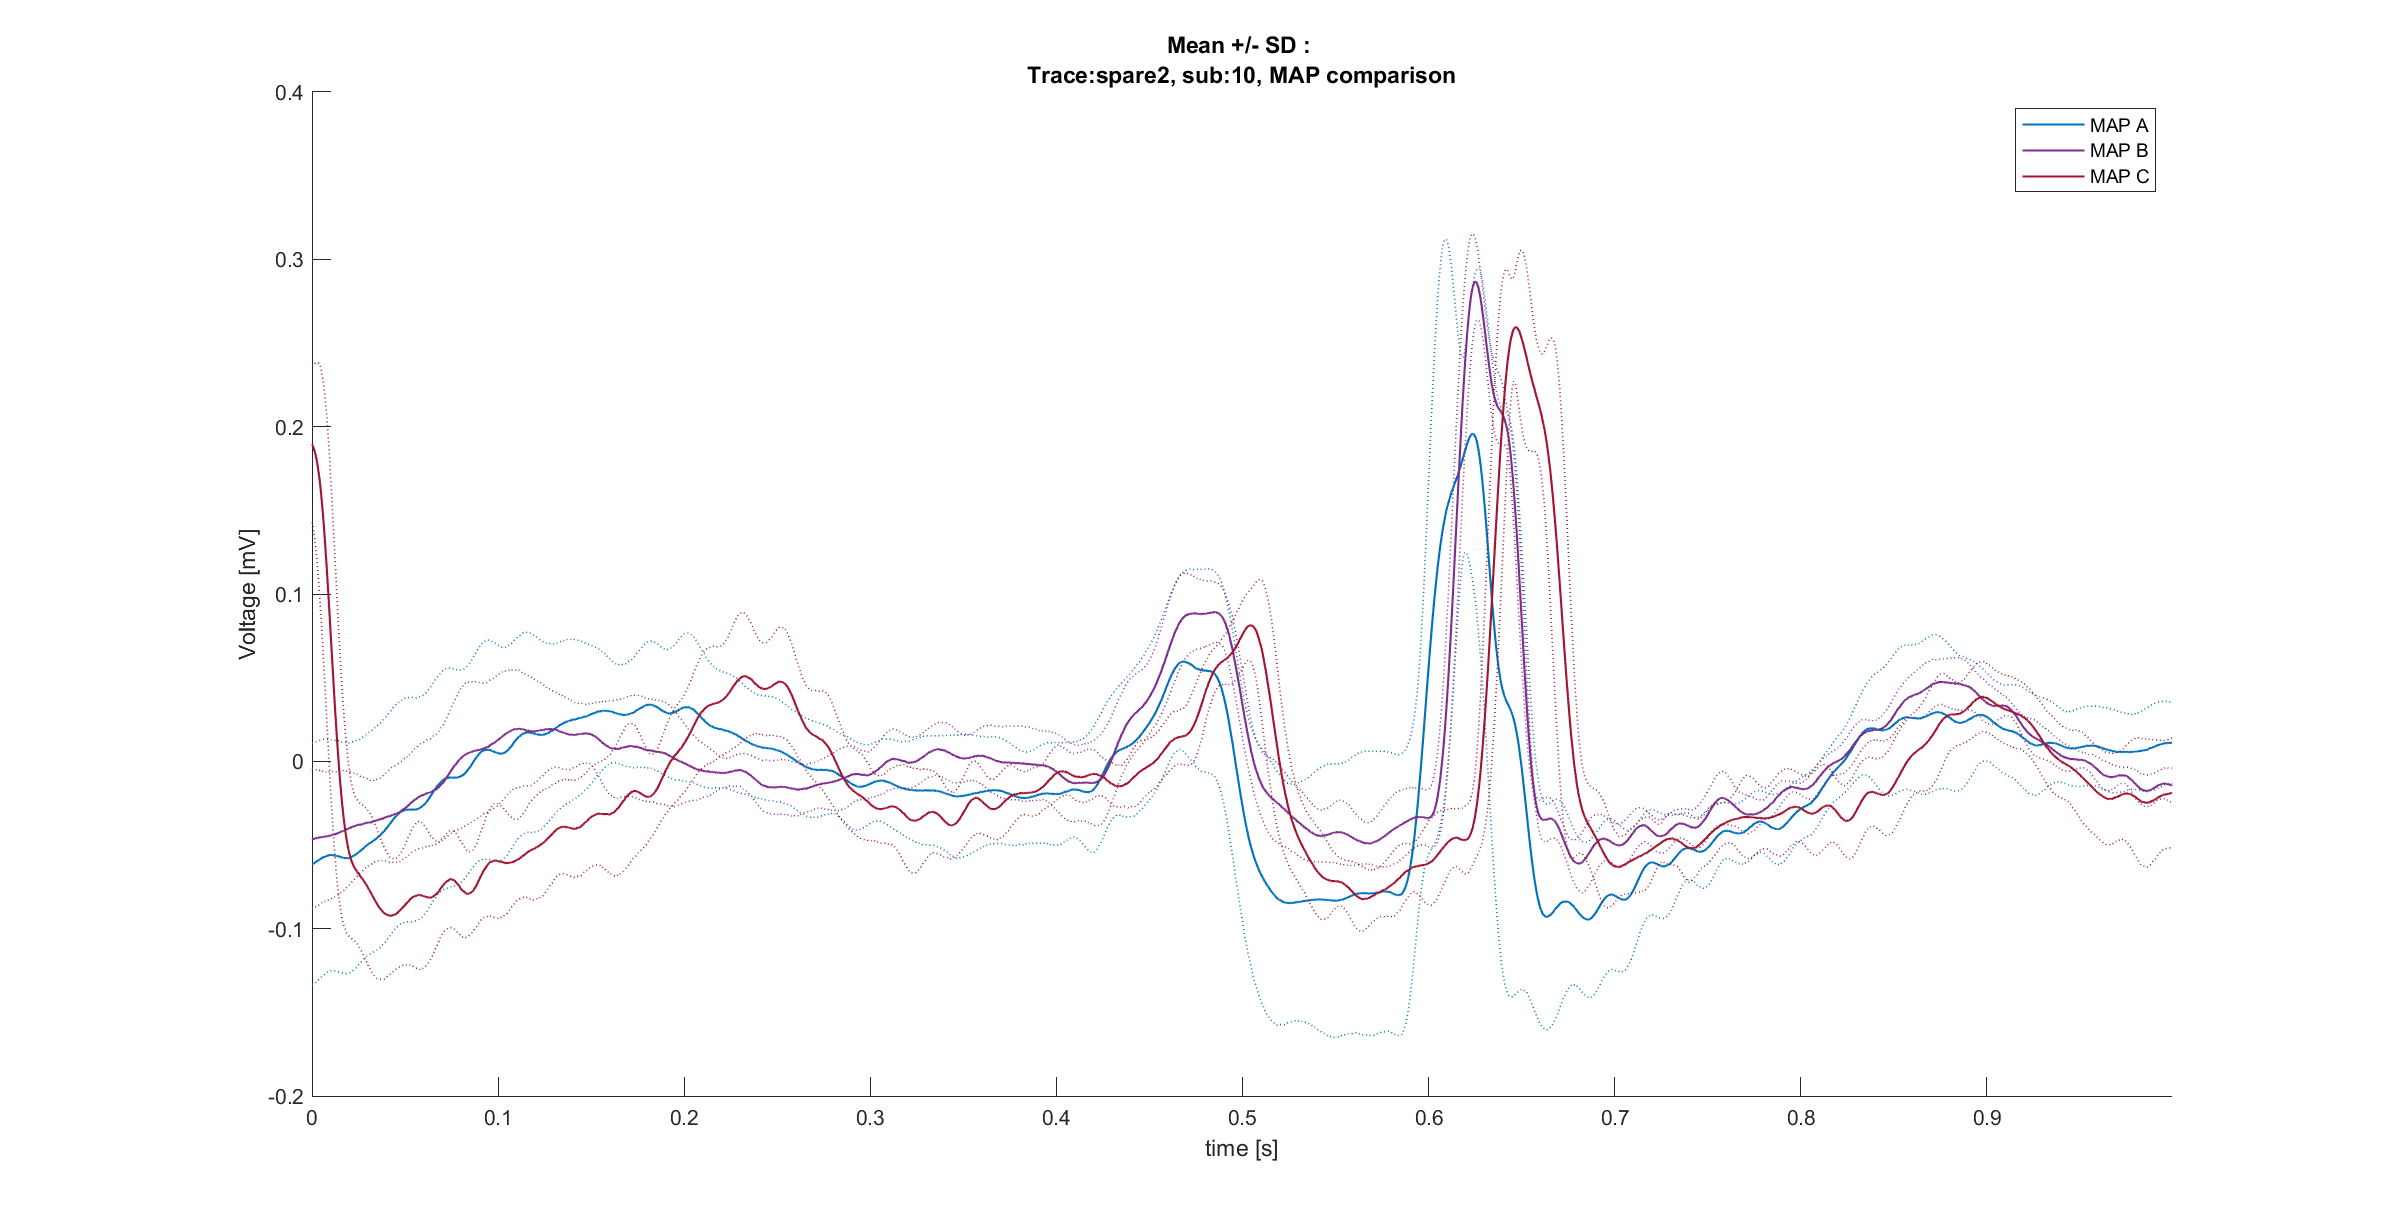 Mean +/- SD :
Trace:spare2, sub:10, MAP comparison
MAP A
MAP B
MAP C
Voltage [mV]
0.4
0.3
0.2
0.1
0
-0.1
-0.2
0 0.1 0.2 0.3 0.4 0.5 0.6 0.7 0.8 0.9
time [s]